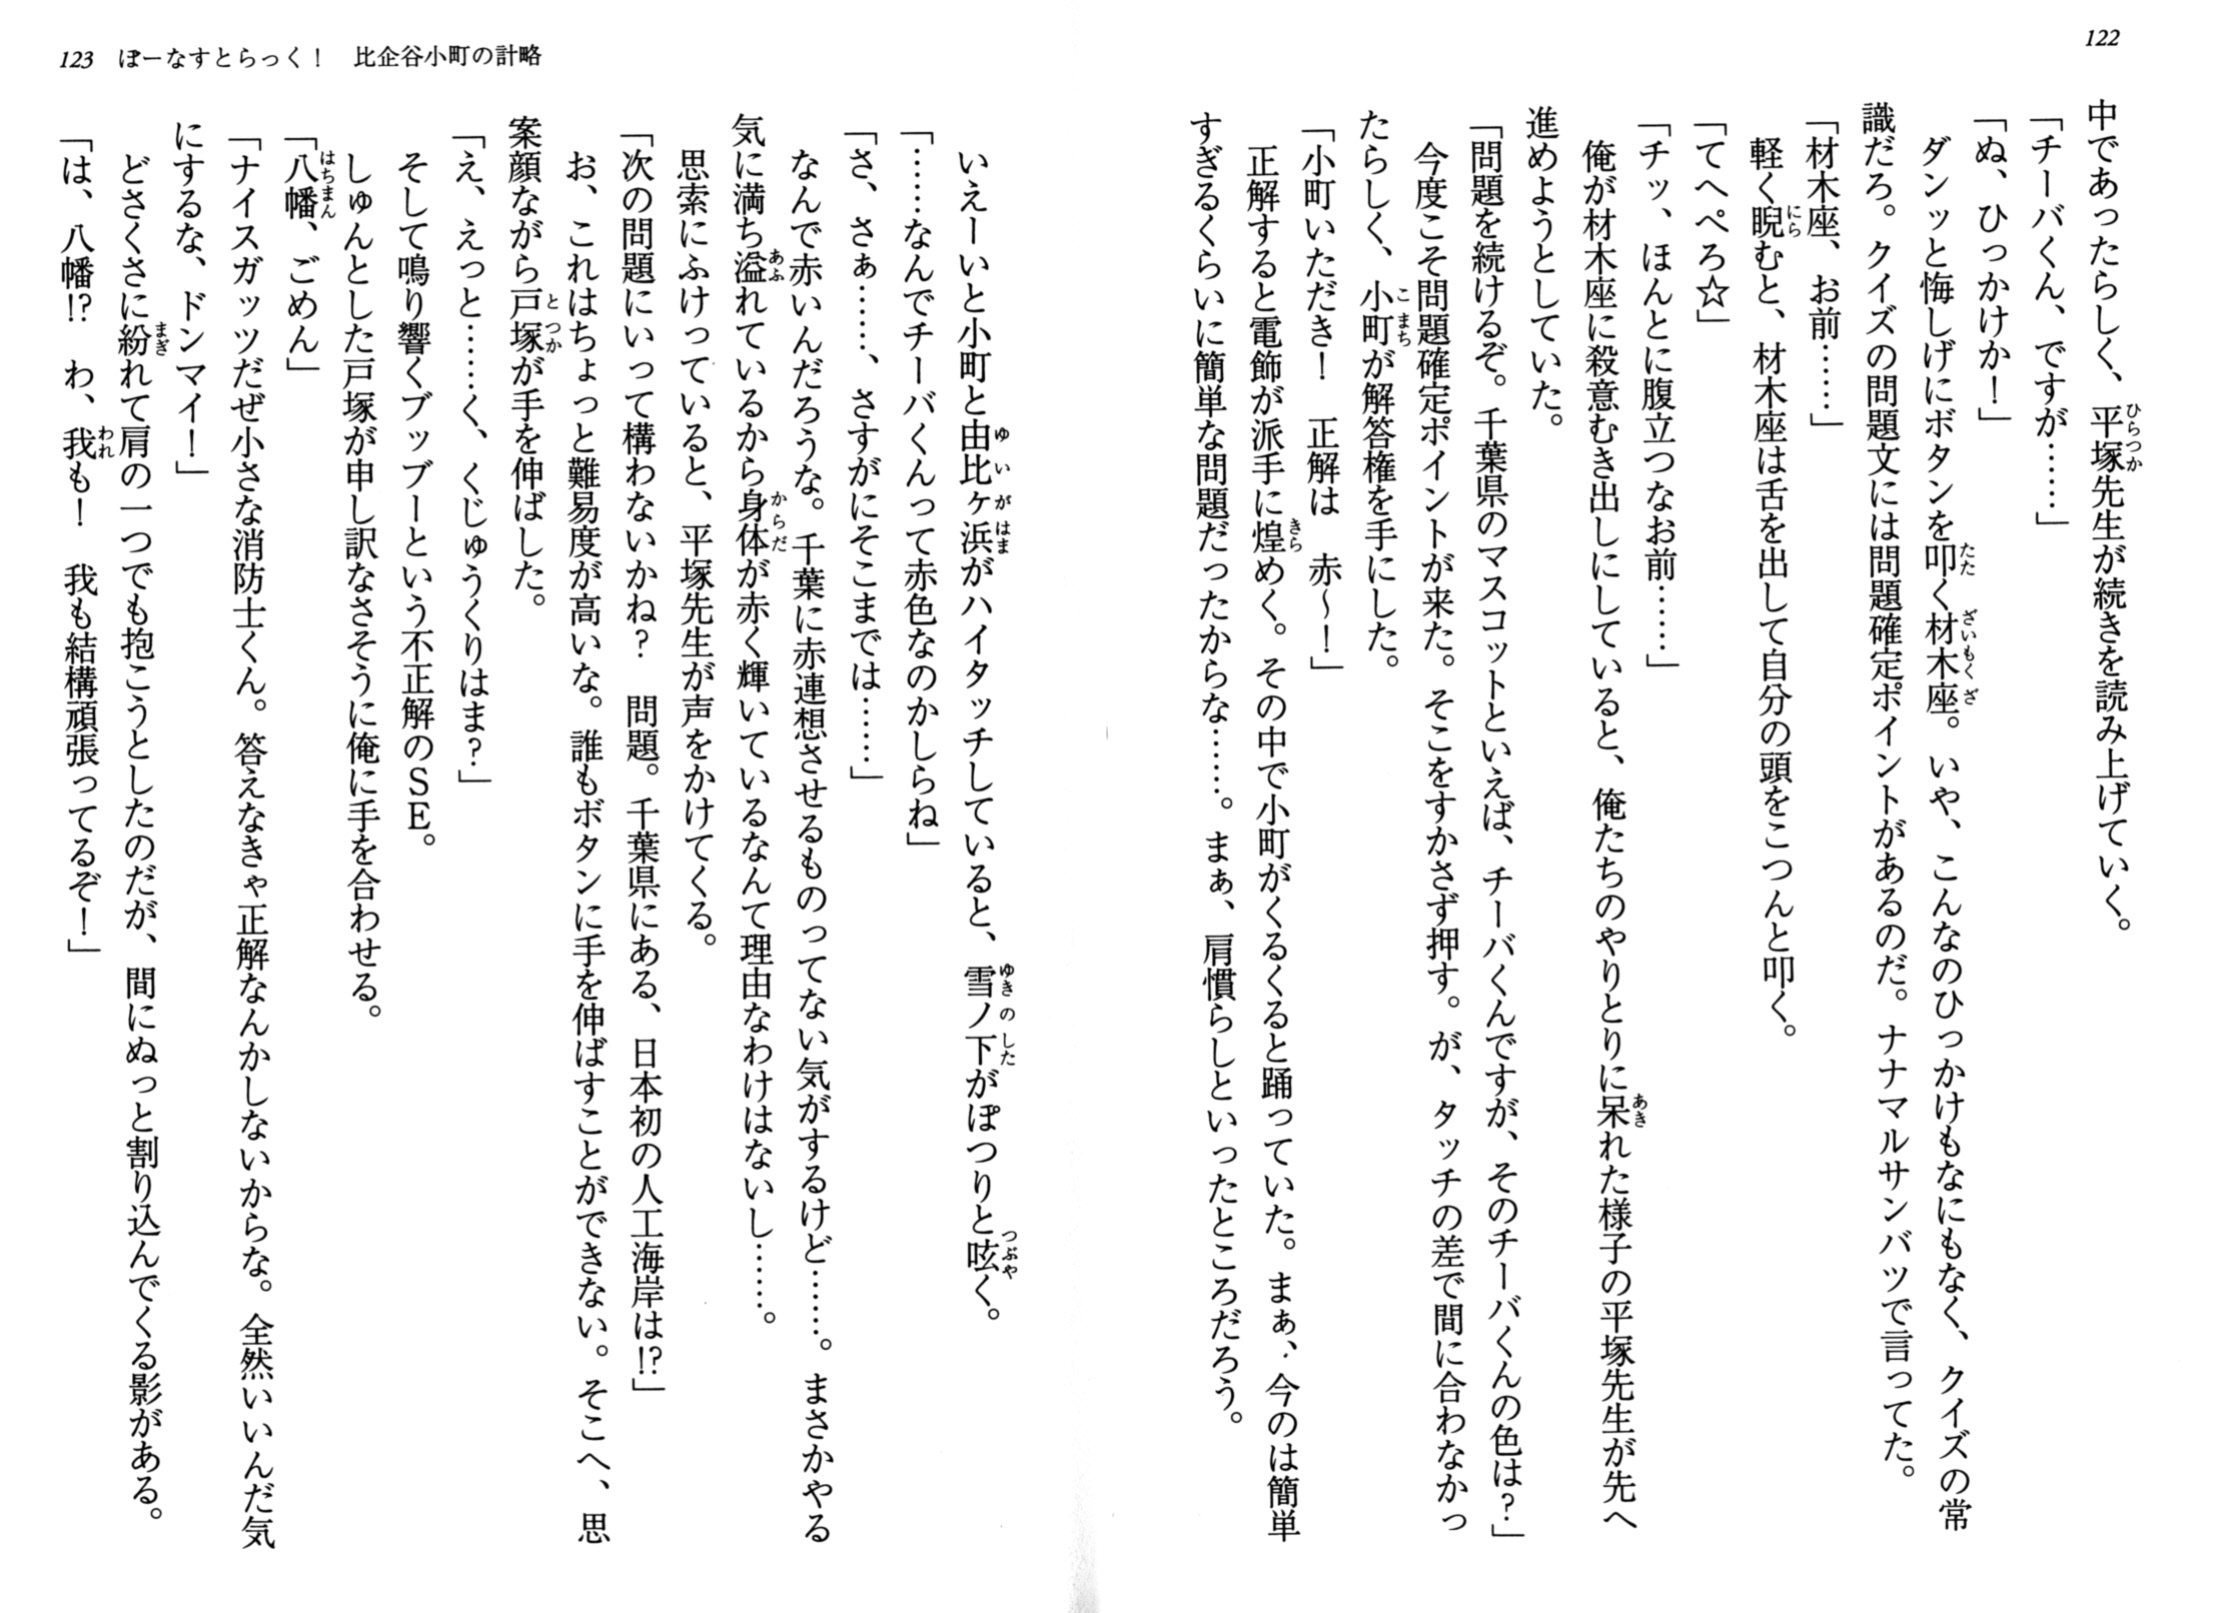 122
中であったらしく、平塚先生が続きを読み上げていく。
「チーバくん、ですが……」
「ぬ、ひっかけか！」
ダンッと悔しげにボタンを叩く材木座。いや、こんなのひっかけもなにもなく、クイズの常
識だろ。クイズの問題文には問題確定ポイントがあるのだ。ナナマルサンバツで言ってた。
「材木座、お前……」
軽く睨むと、材木座は舌を出して自分の頭をこつんと叩く。
「てへぺろ☆」
「チッ、ほんとに腹立つなお前……」
俺が材木座に殺意むき出しにしていると、俺たちのやりとりに呆れた様子の平塚先生が先へ
進めようとしていた。
「問題を続けるぞ。千葉県のマスコットといえば、チーバくんですが、そのチーバくんの色は？」
今度こそ問題確定ポイントが来た。そこをすかさず押す。が、タッチの差で間に合わなかっ
たらしく、小町が解答権を手にした。
「小町いただき！　正解は　赤～！」
正解すると電飾が派手に煌めく。その中で小町がくるくると踊っていた。まぁ、今のは簡単
すぎるくらいに簡単な問題だったからな……。まぁ、肩慣らしといったところだろう。
123　ぼーなすとらっく！　比企谷小町の計略
いえーいと小町と由比ヶ浜がハイタッチしていると、雪ノ下がぽつりと呟く。
「……なんでチーバくんって赤色なのかしらね」
「さ、さぁ……、さすがにそこまでは……」
なんで赤いんだろうな。千葉に赤連想させるものってない気がするけど……。まさかやる
気に満ち溢れているから身体が赤く輝いているなんて理由なわけはないし……。
思索にふけっていると、平塚先生が声をかけてくる。
「次の問題にいって構わないかね？　問題。千葉県にある、日本初の人工海岸は!?」
お、これはちょっと難易度が高いな。誰もボタンに手を伸ばすことができない。そこへ、思
案顔ながら戸塚が手を伸ばした。
「え、えっと……く、くじゅうくりはま？」
そして鳴り響くブッブーという不正解のＳＥ。
しゅんとした戸塚が申し訳なさそうに俺に手を合わせる。
「八幡、ごめん」
「ナイスガッツだぜ小さな消防士くん。答えなきゃ正解なんかしないからな。全然いいんだ気
にするな、ドンマイ！」
どさくさに紛れて肩の一つでも抱こうとしたのだが、間にぬっと割り込んでくる影がある。
「は、八幡!?　わ、我も！　我も結構頑張ってるぞ！」